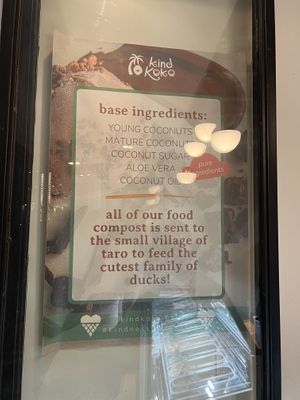 kind
koko
base ingredients:
YOUNG COCONUTS
MATURE COCONUT
COCONUT SUGAR
ALOE VERA
COCONUT OIL
pure
ingredients
all of our food
compost is sent to
the small village of
taro to feed the
cutest family of
ducks!